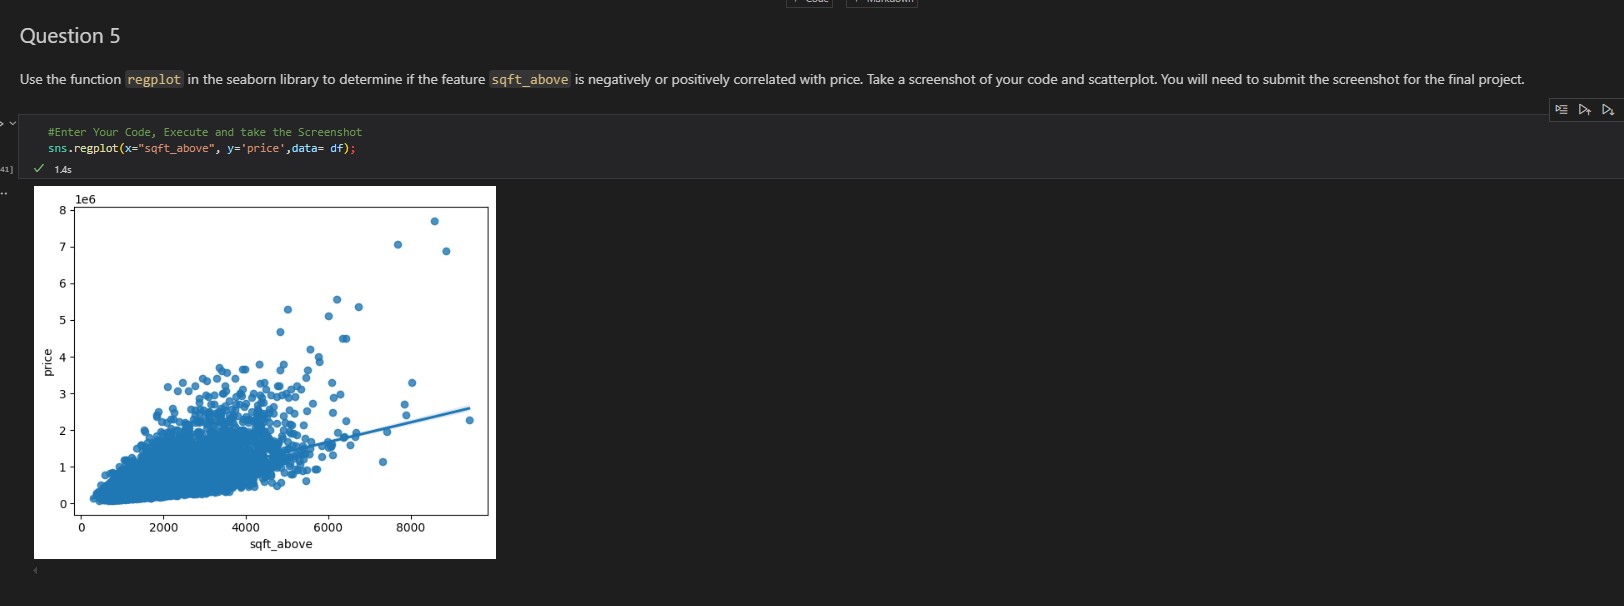 + Code + Markdown
Question 5
Use the function regplot in the seaborn library to determine if the feature sqft_above is negatively or positively correlated with price. Take a screenshot of your code and scatterplot. You will need to submit the screenshot for the final project.
#Enter Your Code, Execute and take the Screenshot
sns.regplot(x="sqft_above", y='price',data= df);
41]
1.4s
1e6
8
7
6
5
4
3
2
1
0
price
0 2000 4000 6000 8000
sqft_above